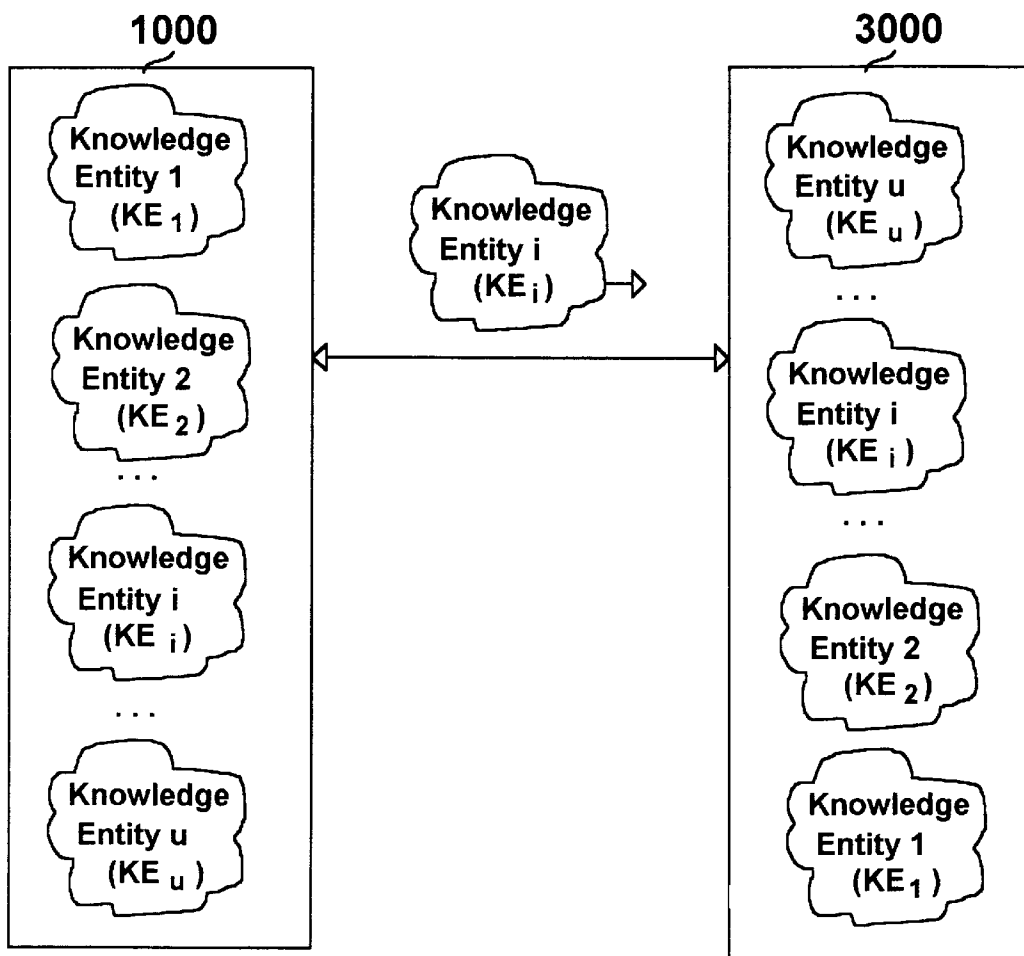 1000
Knowledge
Entity 1
(KE 1)
Knowledge
Entity 2
(KE 2)
...
Knowledge
Entity i
(KE i)
...
Knowledge
Entity u
(KE u)
Knowledge
Entity i
(KE i)
3000
Knowledge
Entity u
(KE u)
...
Knowledge
Entity i
(KE i)
...
Knowledge
Entity 2
(KE 2)
Knowledge
Entity 1
(KE 1)